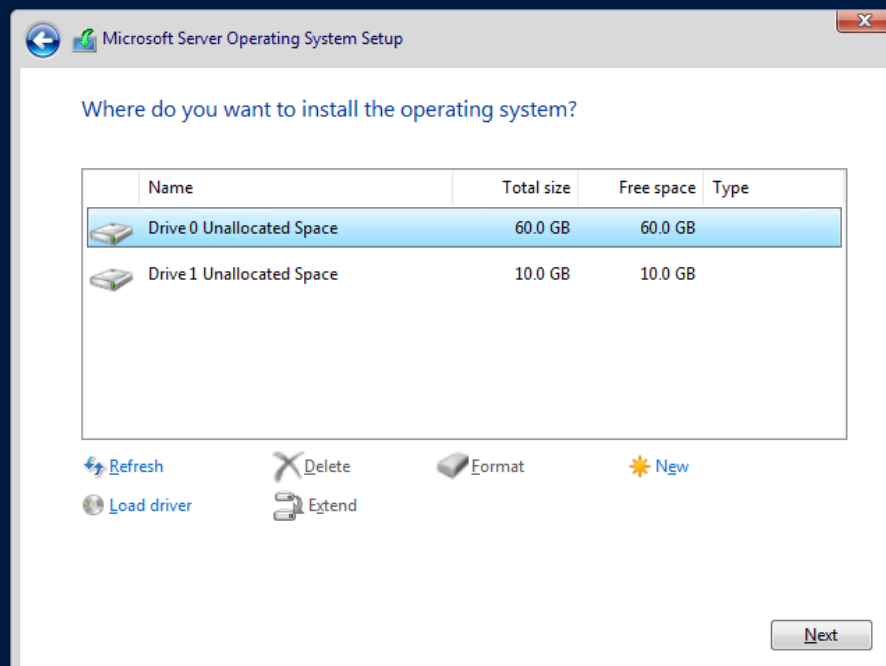 Microsoft Server Operating System Setup
Where do you want to install the operating system?
Name Total size Free space Type
Drive 0 Unallocated Space 60.0 GB 60.0 GB
Drive 1 Unallocated Space 10.0 GB 10.0 GB
Refresh Delete Format New
Load driver Extend
Next